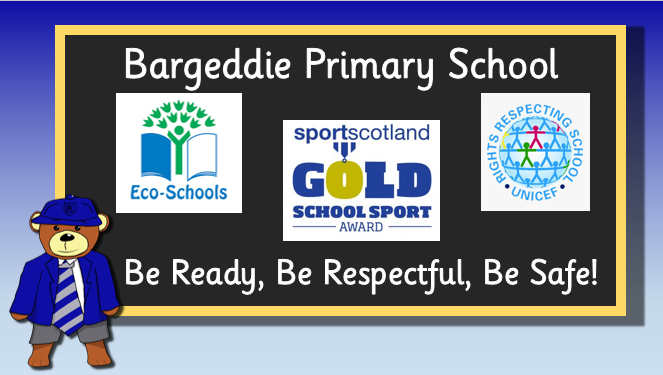 Bargeddie Primary School
Eco-Schools
sportscotland
GOLD
SCHOOL SPORT
AWARD
RIGHTS RESPECTING SCHOOL
UNICEF
Be Ready, Be Respectful, Be Safe!